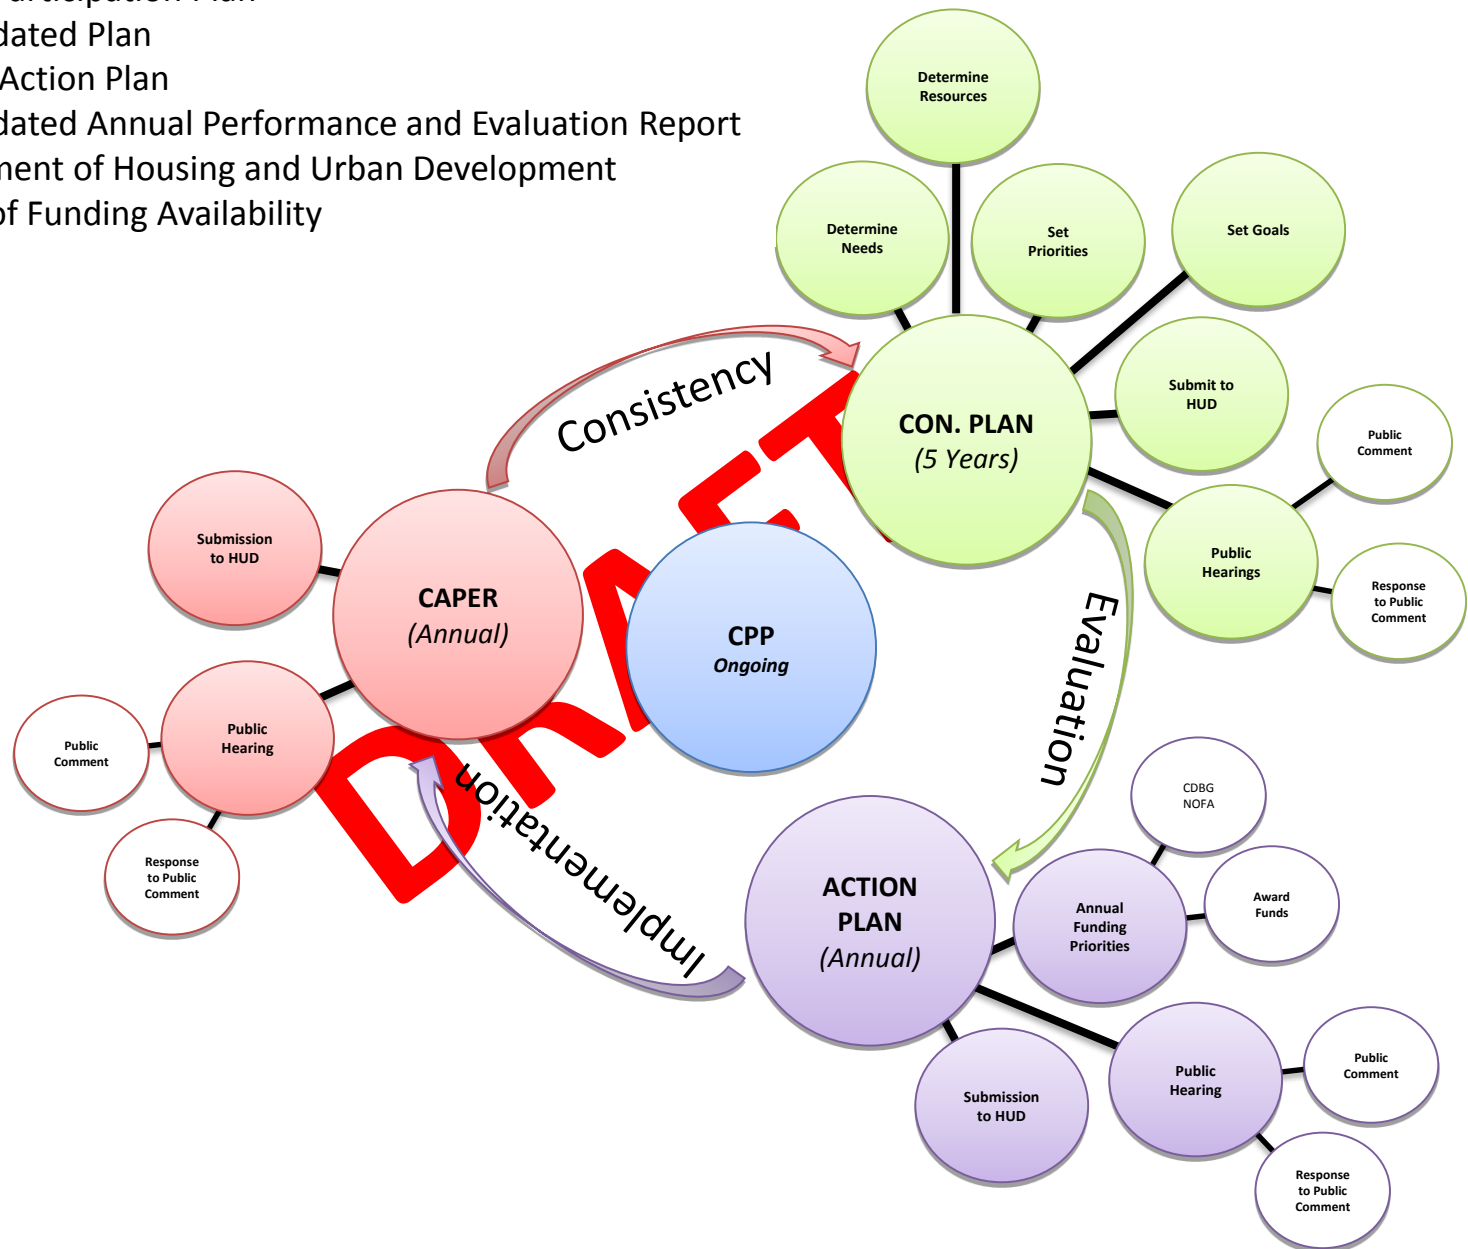 Participation Plan
dated Plan
Action Plan
dated Annual Performance and Evaluation Report
ment of Housing and Urban Development
of Funding Availability
Determine
Resources
Determine
Needs
Set
Priorities
Set Goals
Submit to
HUD
CON. PLAN
(5 Years)
Public
Comment
Public
Hearings
Response
to Public
Comment
Consistency
Evaluation
Implementation
DRAFT
Submission
to HUD
CAPER
(Annual)
Public
Hearing
Public
Comment
Response
to Public
Comment
CPP
Ongoing
ACTION
PLAN
(Annual)
CDBG
NOFA
Annual
Funding
Priorities
Award
Funds
Submission
to HUD
Public
Hearing
Public
Comment
Response
to Public
Comment